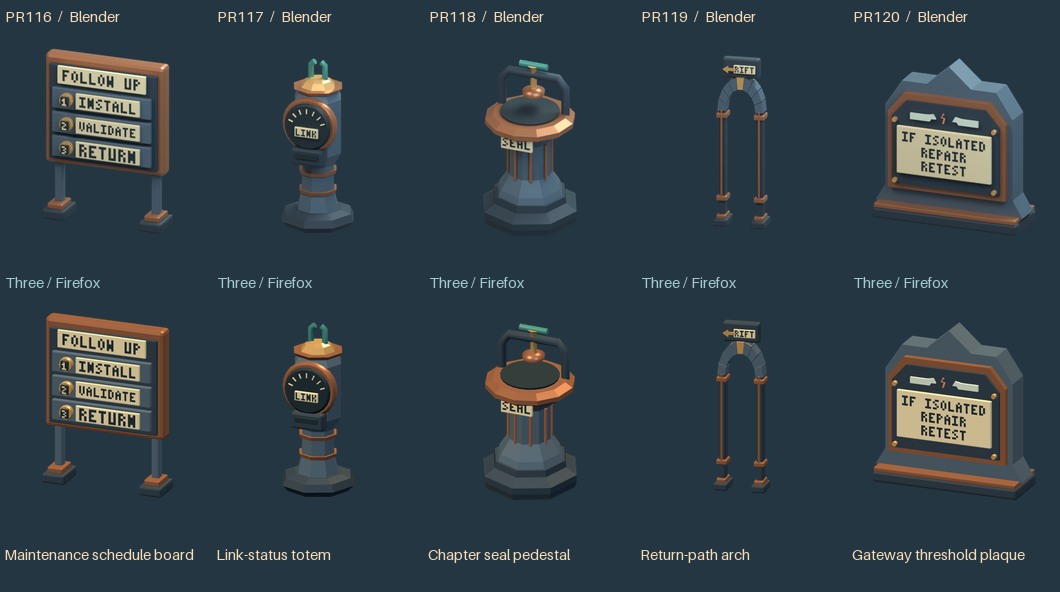 PR116 / Blender
PR117 / Blender
PR118 / Blender
PR119 / Blender
PR120 / Blender
FOLLOW UP
1 INSTALL
2 VALIDATE
3 RETURN
LINK
SEAL
RIFT
IF ISOLATED
REPAIR
RETEST
Three / Firefox
Three / Firefox
Three / Firefox
Three / Firefox
Three / Firefox
FOLLOW UP
1 INSTALL
2 VALIDATE
3 RETURN
LINK
SEAL
RIFT
IF ISOLATED
REPAIR
RETEST
Maintenance schedule board
Link-status totem
Chapter seal pedestal
Return-path arch
Gateway threshold plaque